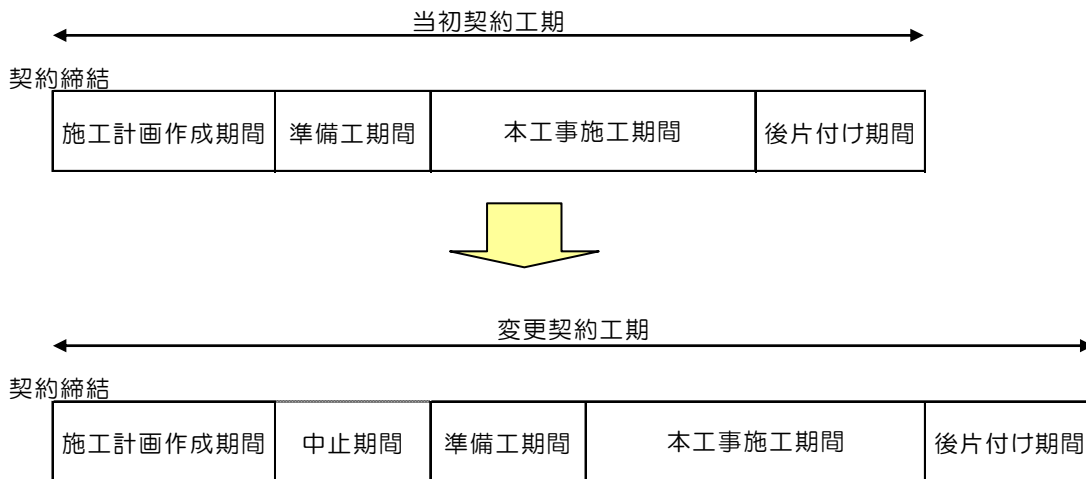 当初契約工期
契約締結
施工計画作成期間 準備工期間 本工事施工期間 後片付け期間
変更契約工期
契約締結
施工計画作成期間 中止期間 準備工期間 本工事施工期間 後片付け期間